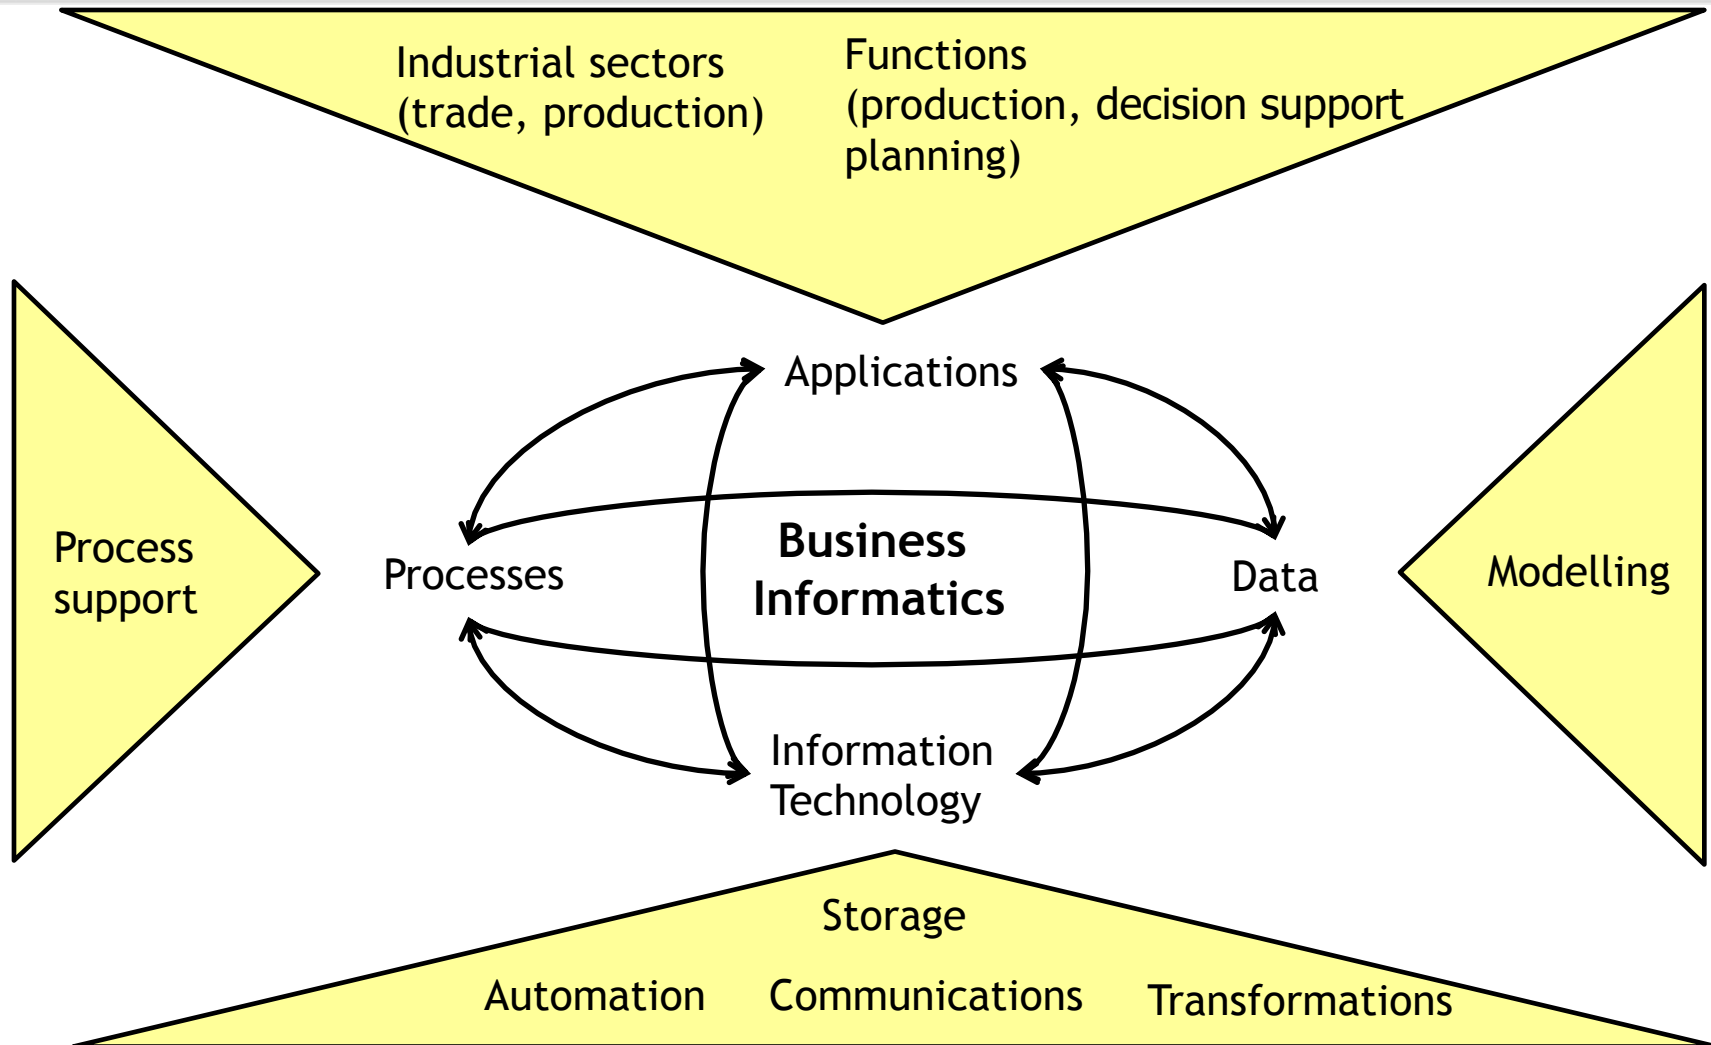 Industrial sectors
(trade, production)
Functions
(production, decision support
planning)
Applications
Process
support
Processes
Business
Informatics
Data
Modelling
Information
Technology
Storage
Automation
Communications
Transformations